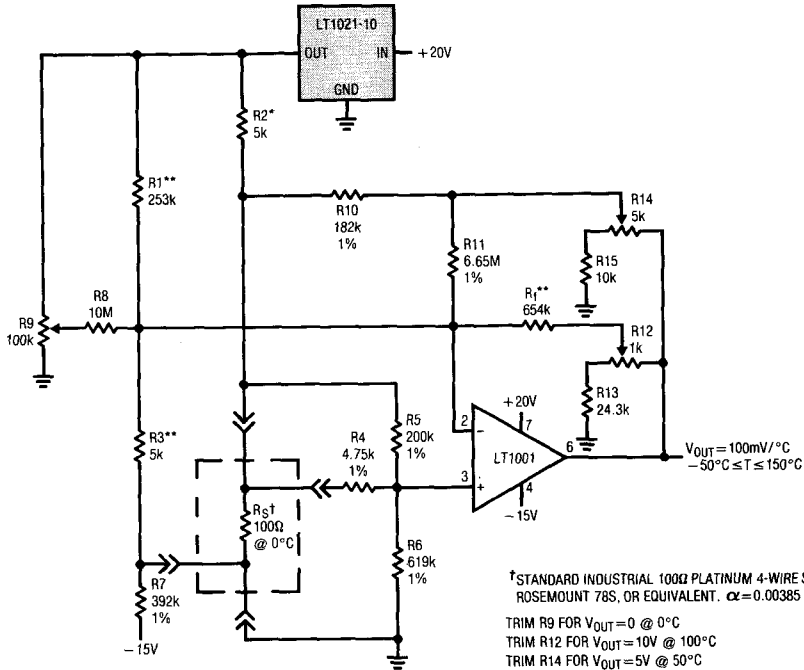 LT1021-10
OUT
IN
+20V
GND
R2*
5k
R1**
253k
R10
182k
1%
R14
5k
R11
6.65M
1%
R15
10k
R8
10M
R9
100k
Rf**
654k
R12
1k
R13
24.3k
R3**
5k
R5
200k
1%
R4
4.75k
1%
+20V
2
7
−
LT1001
6
3
+
4
−15V
VOUT=100mV/°C
−50°C≤T≤150°C
RS†
100Ω
@ 0°C
R6
619k
1%
R7
392k
1%
−15V
†STANDARD INDUSTRIAL 100Ω PLATINUM 4-WIRE S
ROSEMOUNT 78S, OR EQUIVALENT. α=0.00385
TRIM R9 FOR VOUT=0 @ 0°C
TRIM R12 FOR VOUT=10V @ 100°C
TRIM R14 FOR VOUT=5V @ 50°C